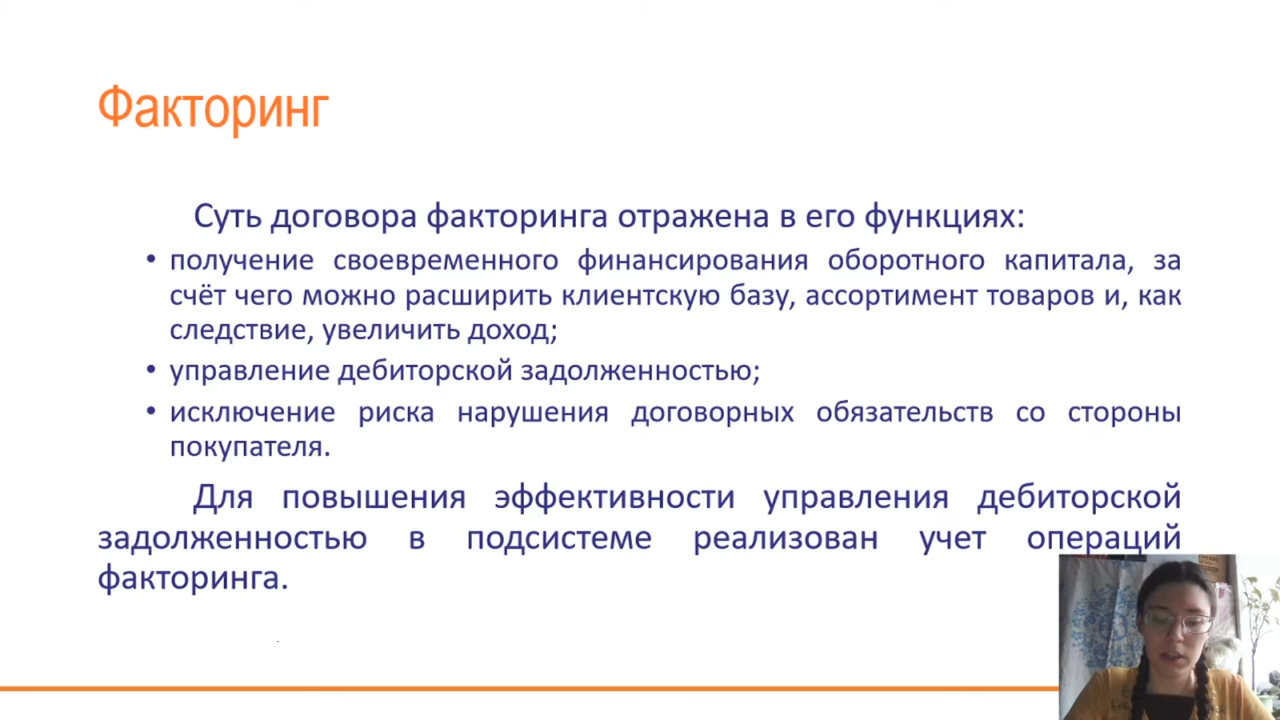 Факторинг
Суть договора факторинга отражена в его функциях:
• получение своевременного финансирования оборотного капитала, за
счёт чего можно расширить клиентскую базу, ассортимент товаров и, как
следствие, увеличить доход;
• управление дебиторской задолженностью;
• исключение риска нарушения договорных обязательств со стороны
покупателя.
Для повышения эффективности управления дебиторской
задолженностью в подсистеме реализован учет операций
факторинга.